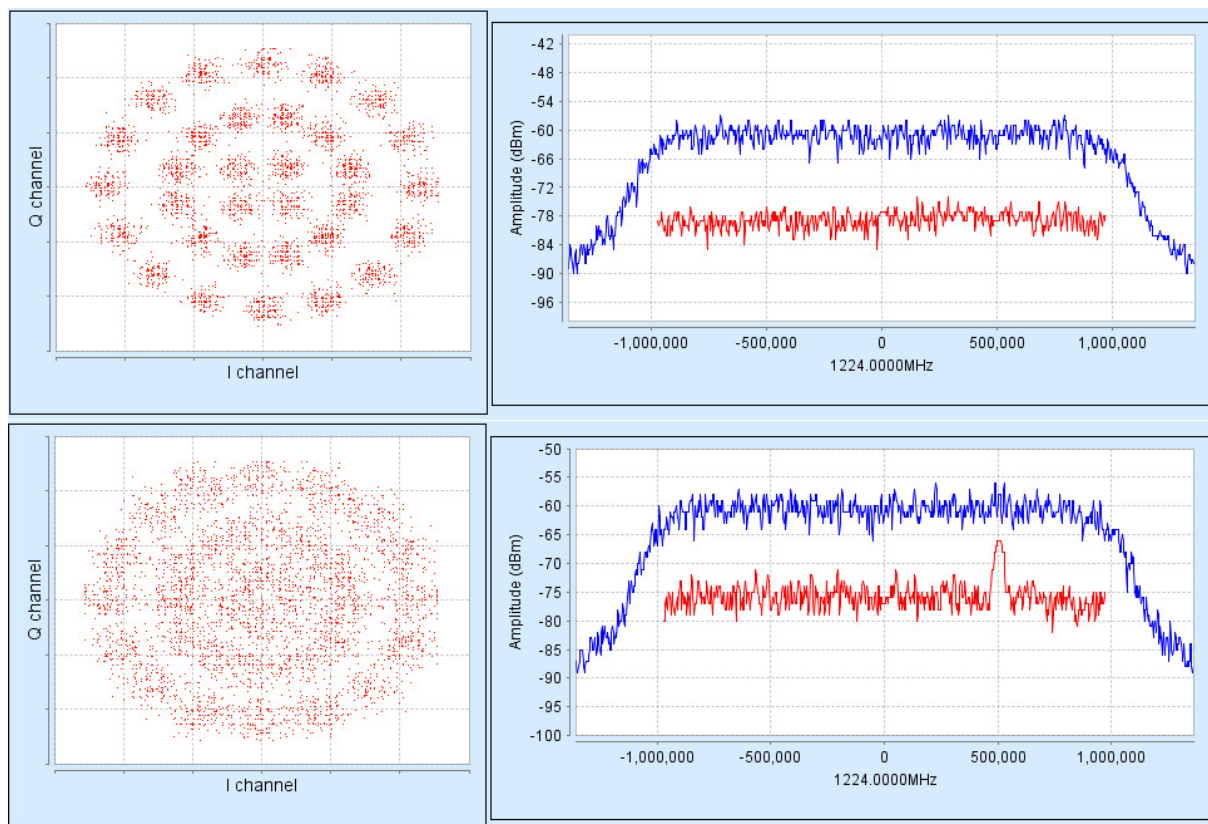 Q channel
I channel
Amplitude (dBm)
-42
-48
-54
-60
-66
-72
-78
-84
-90
-96
-1,000,000 -500,000 0 500,000 1,000,000
1224.0000MHz
Q channel
I channel
Amplitude (dBm)
-50
-55
-60
-65
-70
-75
-80
-85
-90
-95
-100
-1,000,000 -500,000 0 500,000 1,000,000
1224.0000MHz